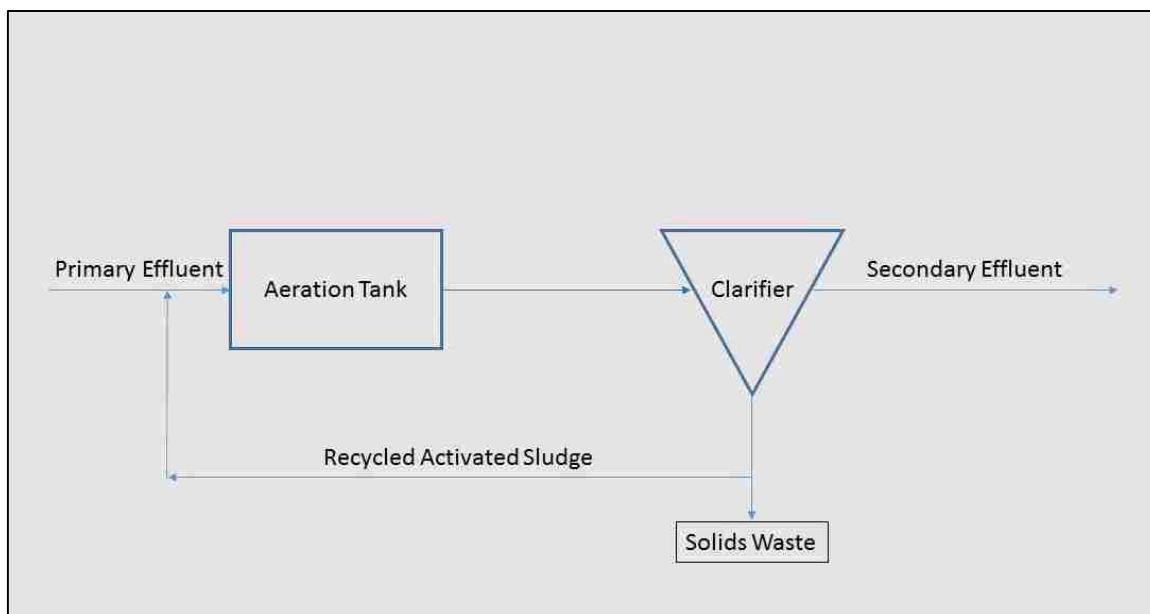 Primary Effluent
Aeration Tank
Clarifier
Secondary Effluent
Recycled Activated Sludge
Solids Waste